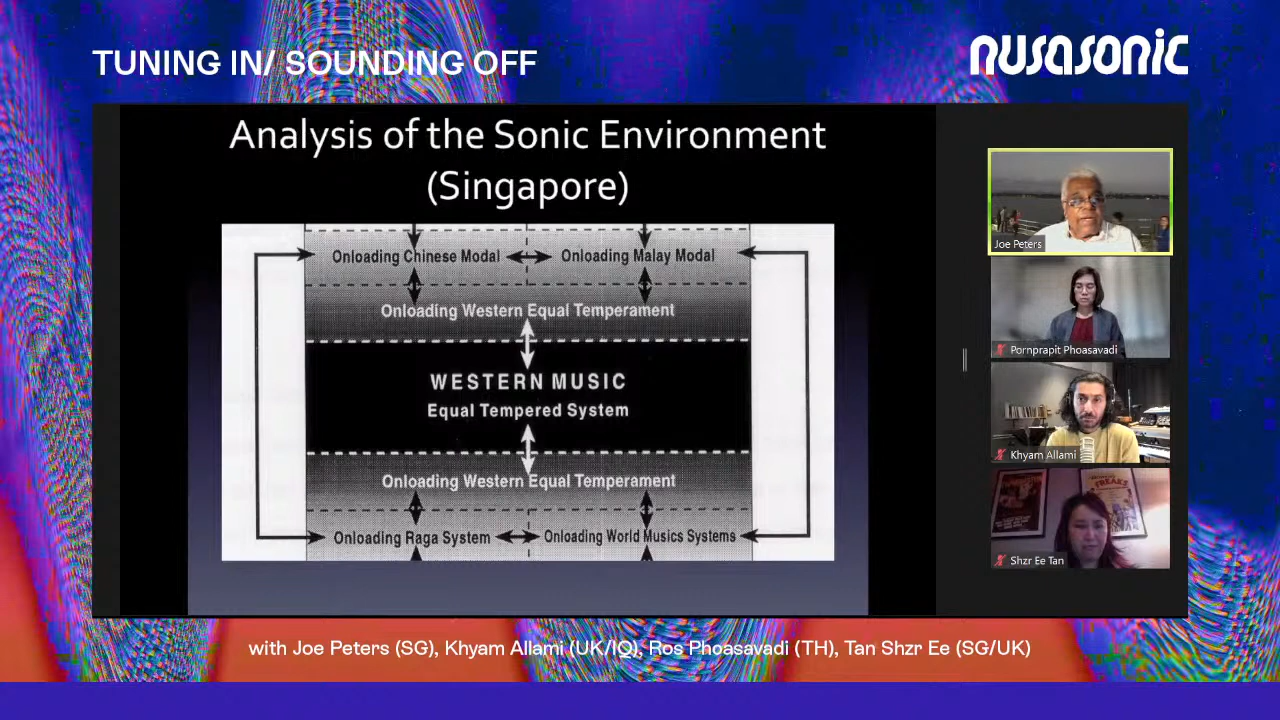 TUNING IN/ SOUNDING OFF
nusasonic
Analysis of the Sonic Environment
(Singapore)
Onloading Chinese Modal
Onloading Malay Modal
Onloading Western Equal Temperament
WESTERN MUSIC
Equal Tempered System
Onloading Western Equal Temperament
Onloading Raga System
Onloading World Musics Systems
Joe Peters
Pornprapit Phoasavadi
Khyam Allami
FREAKS
Shzr Ee Tan
with Joe Peters (SG), Khyam Allami (UK/IQ), Ros Phoasavadi (TH), Tan Shzr Ee (SG/UK)